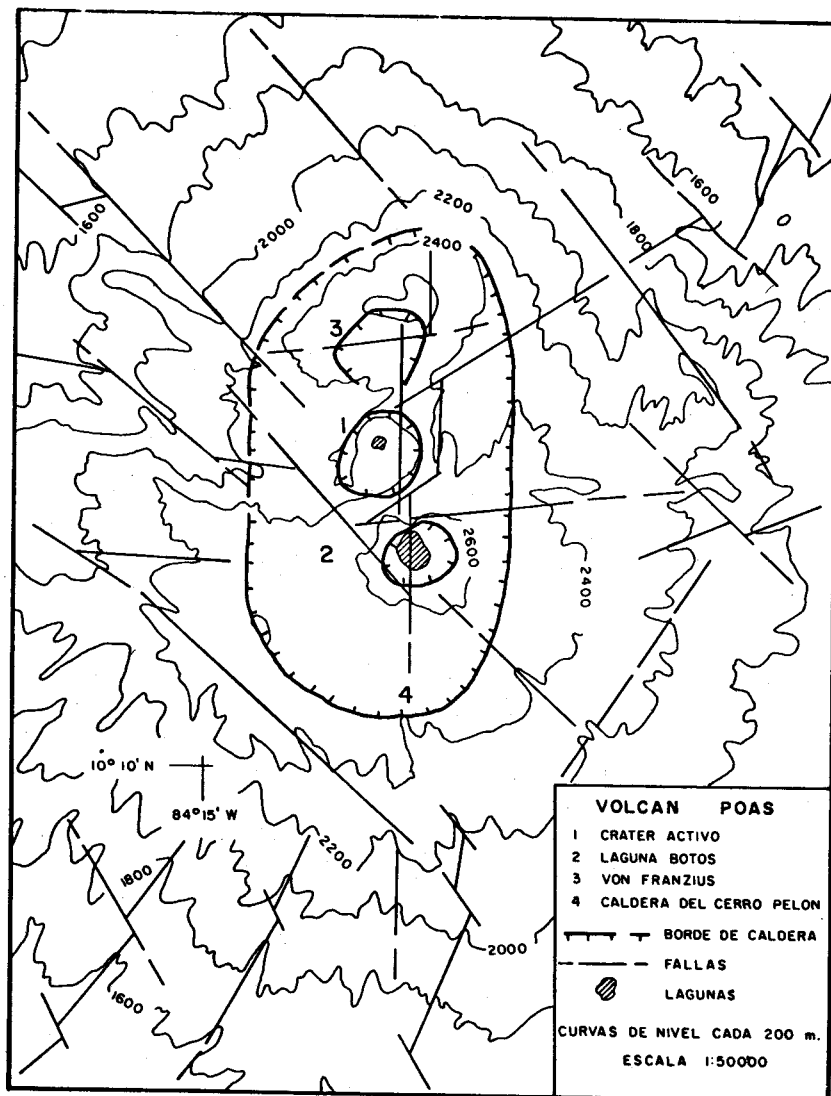 1600
2200
2000
2400
1800
1600
3
1
2
2600
2400
4
10° 10' N
84° 15' W
2200
1800
2000
1600
VOLCAN POAS
1 CRATER ACTIVO
2 LAGUNA BOTOS
3 VON FRANZIUS
4 CALDERA DEL CERRO PELON
BORDE DE CALDERA
FALLAS
LAGUNAS
CURVAS DE NIVEL CADA 200 m.
ESCALA 1:50000